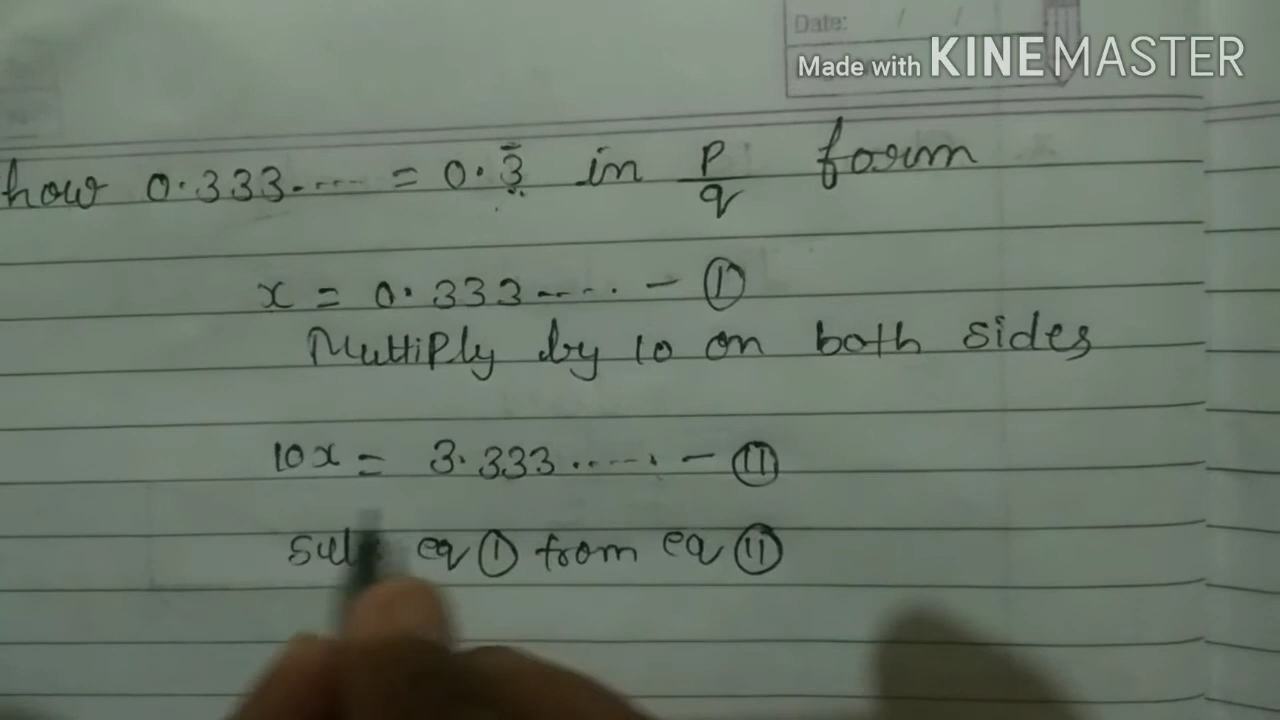 Date: / /
Made with KINEMASTER
how 0.333.... = 0.3̅ in p/q form
x = 0.333..... - (I)
Multiply by 10 on both sides
10x = 3.333...... - (II)
sub eq (I) from eq (II)